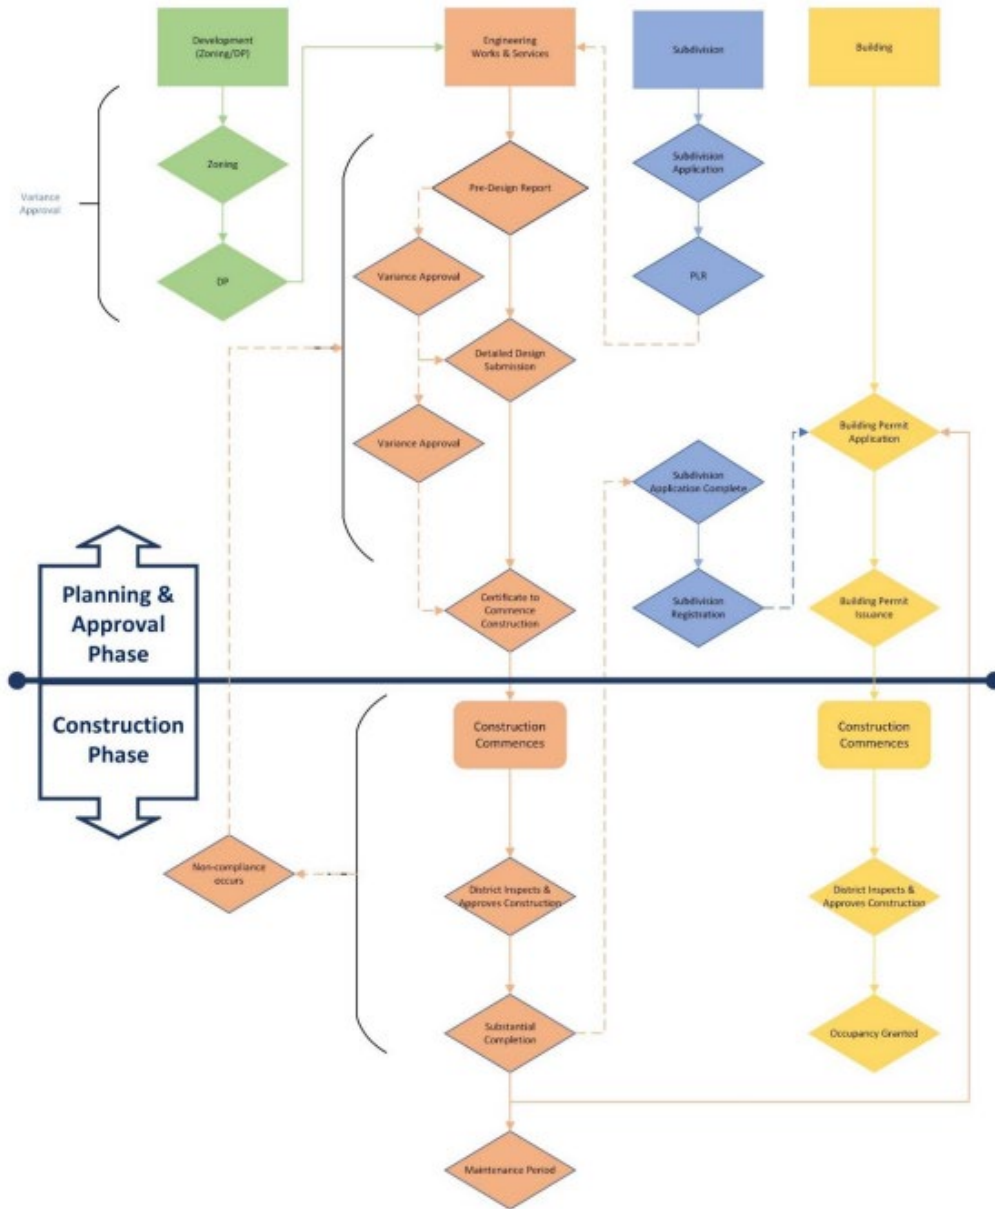 Development
(Zoning/DP)
Engineering
Works & Services
Subdivision
Building
Variance
Approval
Zoning
Pre-Design Report
Subdivision
Application
DP
Variance Approval
PLR
Detailed Design
Submission
Variance Approval
Building Permit
Application
Subdivision
Application Complete
Planning &
Approval
Phase
Certificate to
Commence
Construction
Subdivision
Registration
Building Permit
Issuance
Construction
Phase
Construction
Commences
Construction
Commences
Non-compliance
occurs
District Inspects &
Approves Construction
District Inspects &
Approves Construction
Substantial
Completion
Occupancy Granted
Maintenance Period